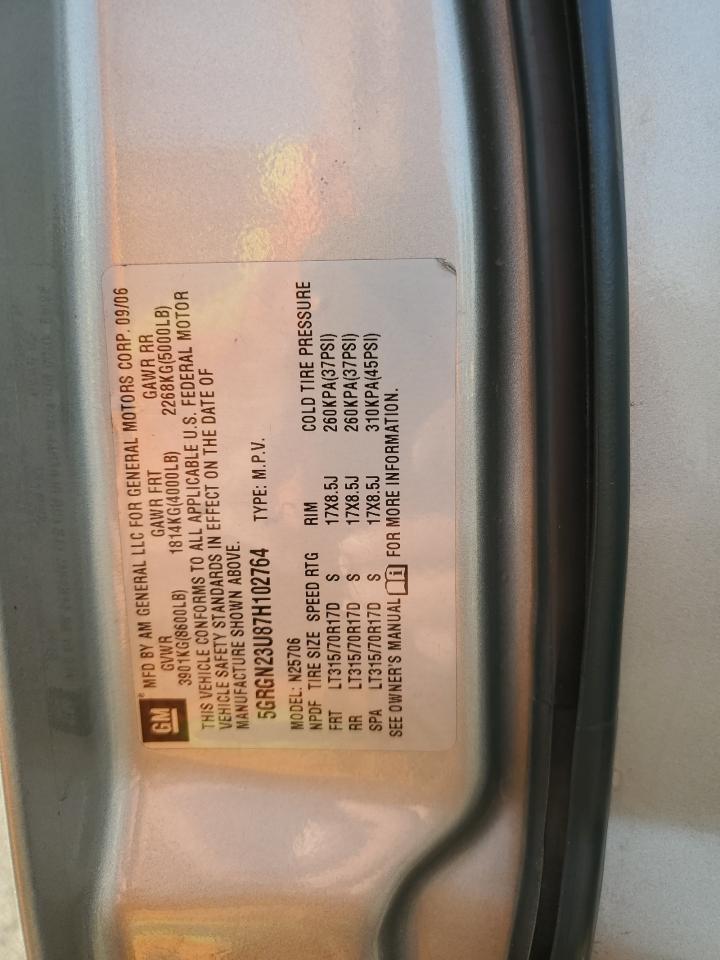 GM® MFD BY AM GENERAL LLC FOR GENERAL MOTORS CORP. 09/06
GVWR GAWR FRT GAWR RR
3901KG(8600LB) 1814KG(4000LB) 2268KG(5000LB)
THIS VEHICLE CONFORMS TO ALL APPLICABLE U.S. FEDERAL MOTOR
VEHICLE SAFETY STANDARDS IN EFFECT ON THE DATE OF
MANUFACTURE SHOWN ABOVE.
5GRGN23U87H102764 TYPE: M.P.V.
MODEL: N25706
NPDF TIRE SIZE SPEED RTG RIM COLD TIRE PRESSURE
FRT LT315/70R17D S 17X8.5J 260KPA(37PSI)
RR LT315/70R17D S 17X8.5J 260KPA(37PSI)
SPA LT315/70R17D S 17X8.5J 310KPA(45PSI)
SEE OWNER'S MANUAL i FOR MORE INFORMATION.